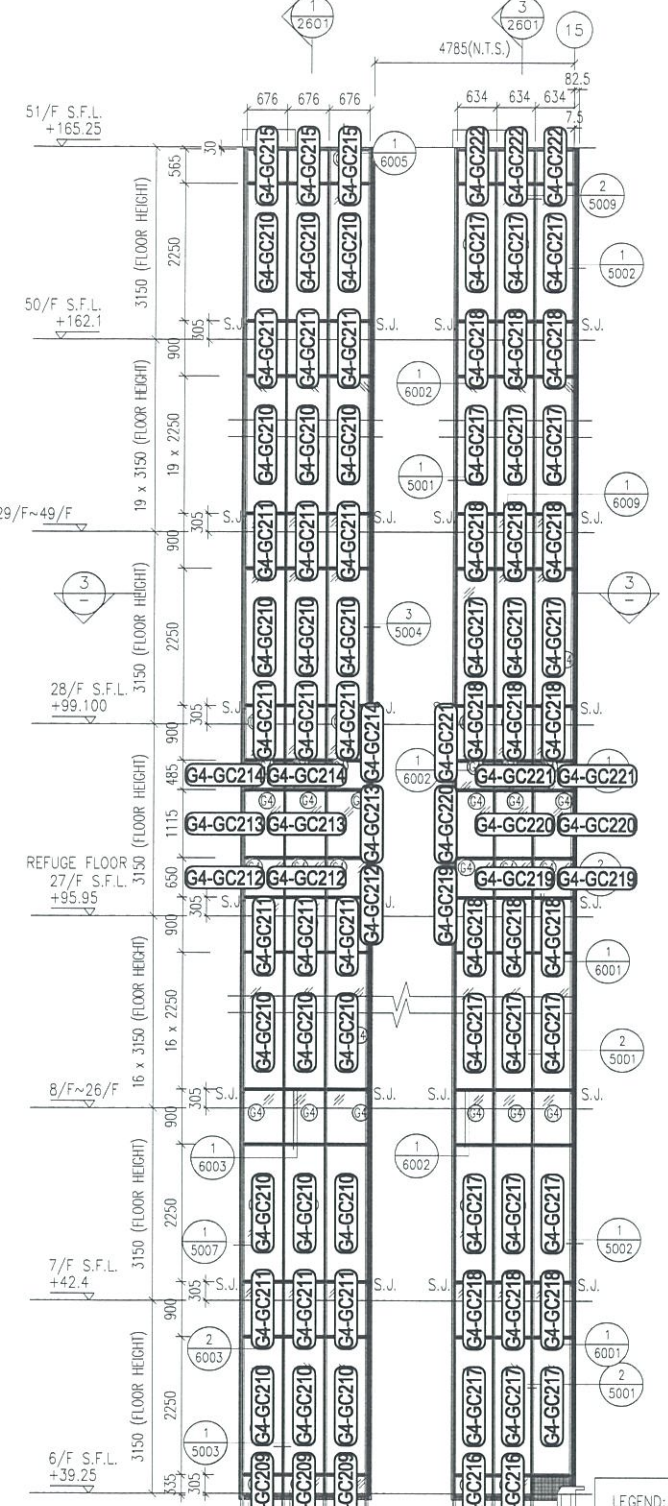 1
2601
3
2601
15
4785(N.T.S.)
82.5
676 676 676
634 634 634
7.5
51/F S.F.L.
+165.25
30
565
G4-GC215 G4-GC215 G4-GC215
1
6005
G4-GC222 G4-GC222 G4-GC222
2
5009
3150 (FLOOR HEIGHT)
2250
G4-GC210 G4-GC210 G4-GC210
G4-GC217 G4-GC217 G4-GC217
1
5002
50/F S.F.L.
+162.1
305
S.J. S.J. S.J. S.J.
900
G4-GC211 G4-GC211 G4-GC211
G4-GC218 G4-GC218 G4-GC218
1
6002
19 x 3150 (FLOOR HEIGHT)
19 x 2250
G4-GC210 G4-GC210 G4-GC210
G4-GC217 G4-GC217 G4-GC217
1
5001
1
6009
29/F~49/F
305
S.J. S.J. S.J. S.J.
900
G4-GC211 G4-GC211 G4-GC211
G4-GC218 G4-GC218 G4-GC218
3
-
3
-
3150 (FLOOR HEIGHT)
2250
G4-GC210 G4-GC210 G4-GC210
3
5004
G4-GC217 G4-GC217 G4-GC217
28/F S.F.L.
+99.100
305
S.J.
900
G4-GC211 G4-GC211 G4-GC211
G4-GC218 G4-GC218 G4-GC218
485
G4-GC214 G4-GC214 G4-GC214
1
6002
G4-GC221 G4-GC221 G4-GC221
3150 (FLOOR HEIGHT)
1115
G4 G4
G4 G4 G4
G4-GC213 G4-GC213 G4-GC213
G4-GC220 G4-GC220 G4-GC220
REFUGE FLOOR
27/F S.F.L.
+95.95
650
G4-GC212 G4-GC212 G4-GC212
G4-GC219 G4-GC219 G4-GC219
305
S.J. S.J. S.J.
900
G4-GC211 G4-GC211 G4-GC211
G4-GC218 G4-GC218 G4-GC218
1
6001
16 x 3150 (FLOOR HEIGHT)
16 x 2250
G4-GC210 G4-GC210 G4-GC210
G4-GC217 G4-GC217 G4-GC217
2
5001
8/F~26/F
305
S.J. S.J. S.J. S.J.
900
G4 G4 G4
G4 G4 G4
1
6003
1
6002
3150 (FLOOR HEIGHT)
2250
G4-GC210 G4-GC210 G4-GC210
G4-GC217 G4-GC217 G4-GC217
1
5007
1
5002
7/F S.F.L.
+42.4
305
S.J. S.J. S.J. S.J.
900
G4-GC211 G4-GC211 G4-GC211
G4-GC218 G4-GC218 G4-GC218
2
6003
1
6001
3150 (FLOOR HEIGHT)
2250
G4-GC210 G4-GC210 G4-GC210
G4-GC217 G4-GC217 G4-GC217
2
5001
1
5003
6/F S.F.L.
+39.25
335
305
LEGEND: